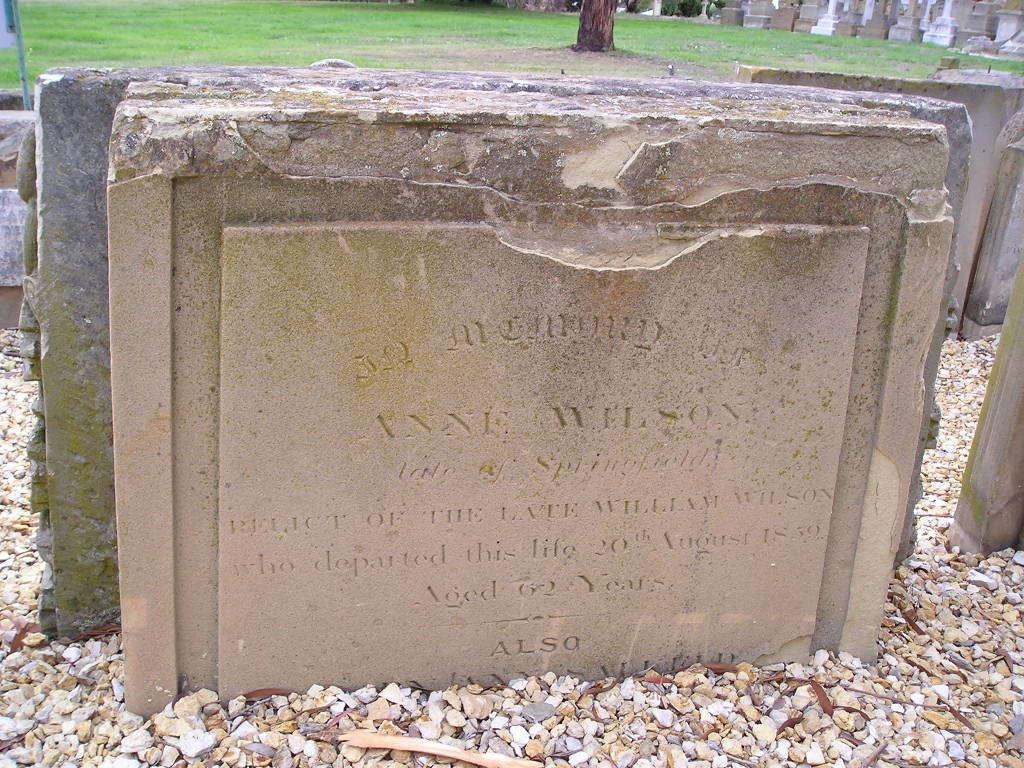 In Memory of
ANNE WILSON
late of Springfield,
RELICT OF THE LATE WILLIAM WILSON
who departed this life 20th August 1859,
Aged 62 Years.
ALSO